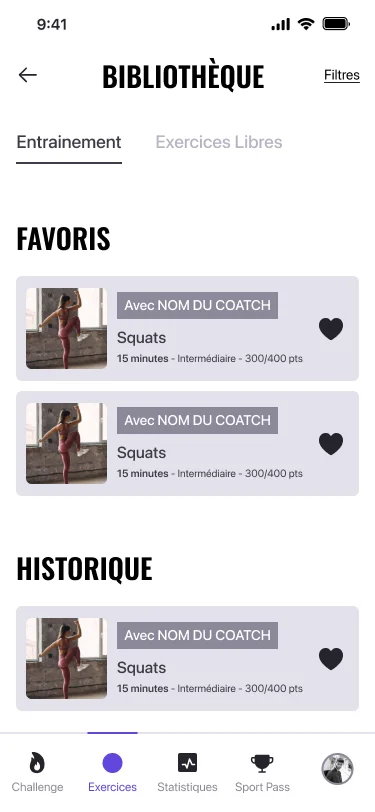 9:41
BIBLIOTHÈQUE
Filtres
Entrainement
Exercices Libres
FAVORIS
Avec NOM DU COATCH
Squats
15 minutes - Intermédiaire - 300/400 pts
Avec NOM DU COATCH
Squats
15 minutes - Intermédiaire - 300/400 pts
HISTORIQUE
Avec NOM DU COATCH
Squats
15 minutes - Intermédiaire - 300/400 pts
Challenge
Exercices
Statistiques
Sport Pass